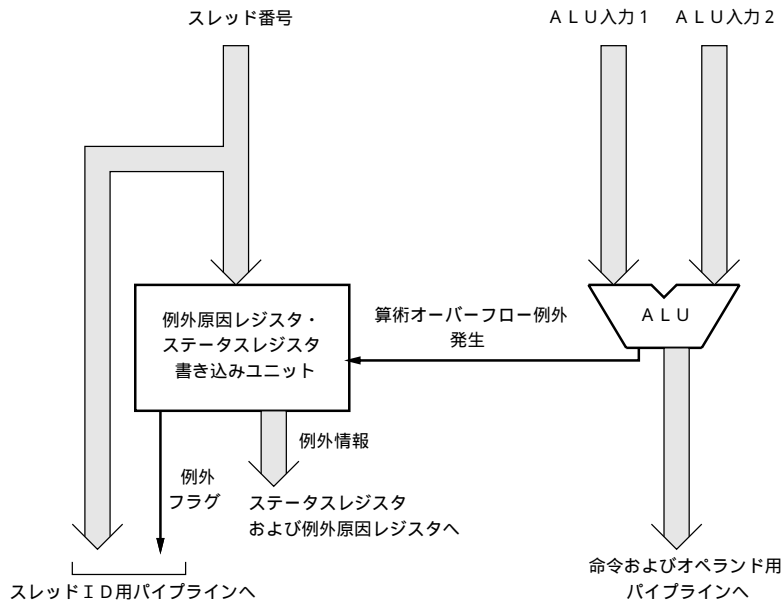 スレッド番号
ＡＬＵ入力1
ＡＬＵ入力2
例外原因レジスタ・
ステータスレジスタ
書き込みユニット
算術オーバーフロー例外
発生
ＡＬＵ
例外情報
例外
フラグ
ステータスレジスタ
および例外原因レジスタへ
スレッドＩＤ用パイプラインへ
命令およびオペランド用
パイプラインへ